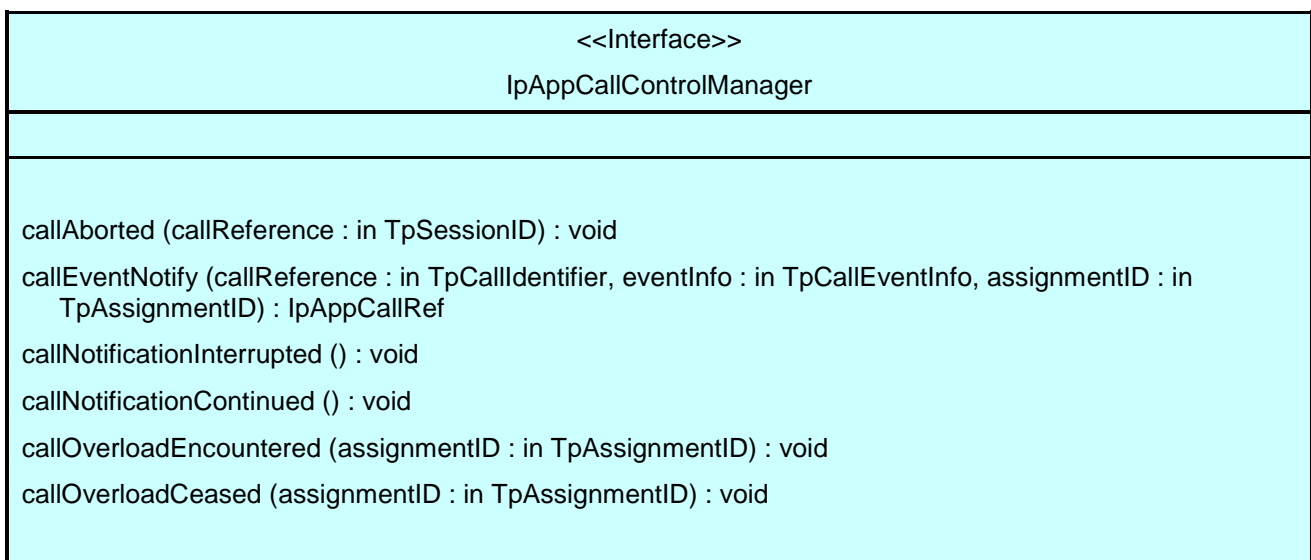 <<Interface>>
IpAppCallControlManager
callAborted (callReference : in TpSessionID) : void
callEventNotify (callReference : in TpCallIdentifier, eventInfo : in TpCallEventInfo, assignmentID : in
TpAssignmentID) : IpAppCallRef
callNotificationInterrupted () : void
callNotificationContinued () : void
callOverloadEncountered (assignmentID : in TpAssignmentID) : void
callOverloadCeased (assignmentID : in TpAssignmentID) : void